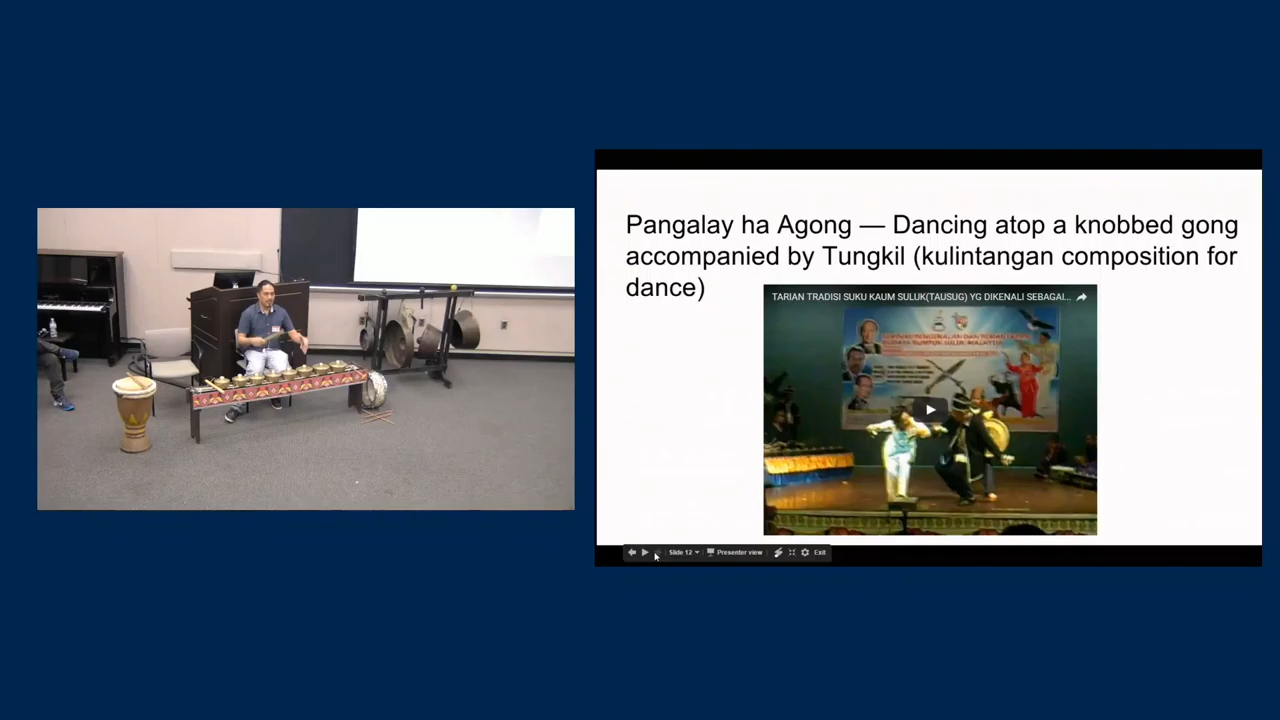 Pangalay ha Agong — Dancing atop a knobbed gong
accompanied by Tungkil (kulintangan composition for
dance)
TARIAN TRADISI SUKU KAUM SULUK(TAUSUG) YG DIKENALI SEBAGAI...
Slide 12
Presenter view
Exit